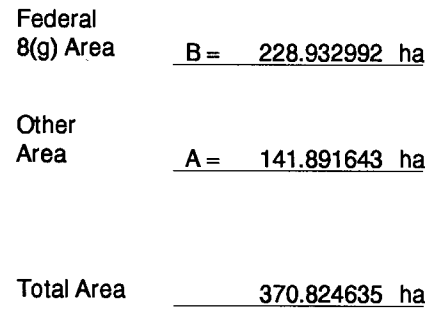 Federal
8(g) Area B = 228.932992 ha
Other
Area A = 141.891643 ha
Total Area 370.824635 ha